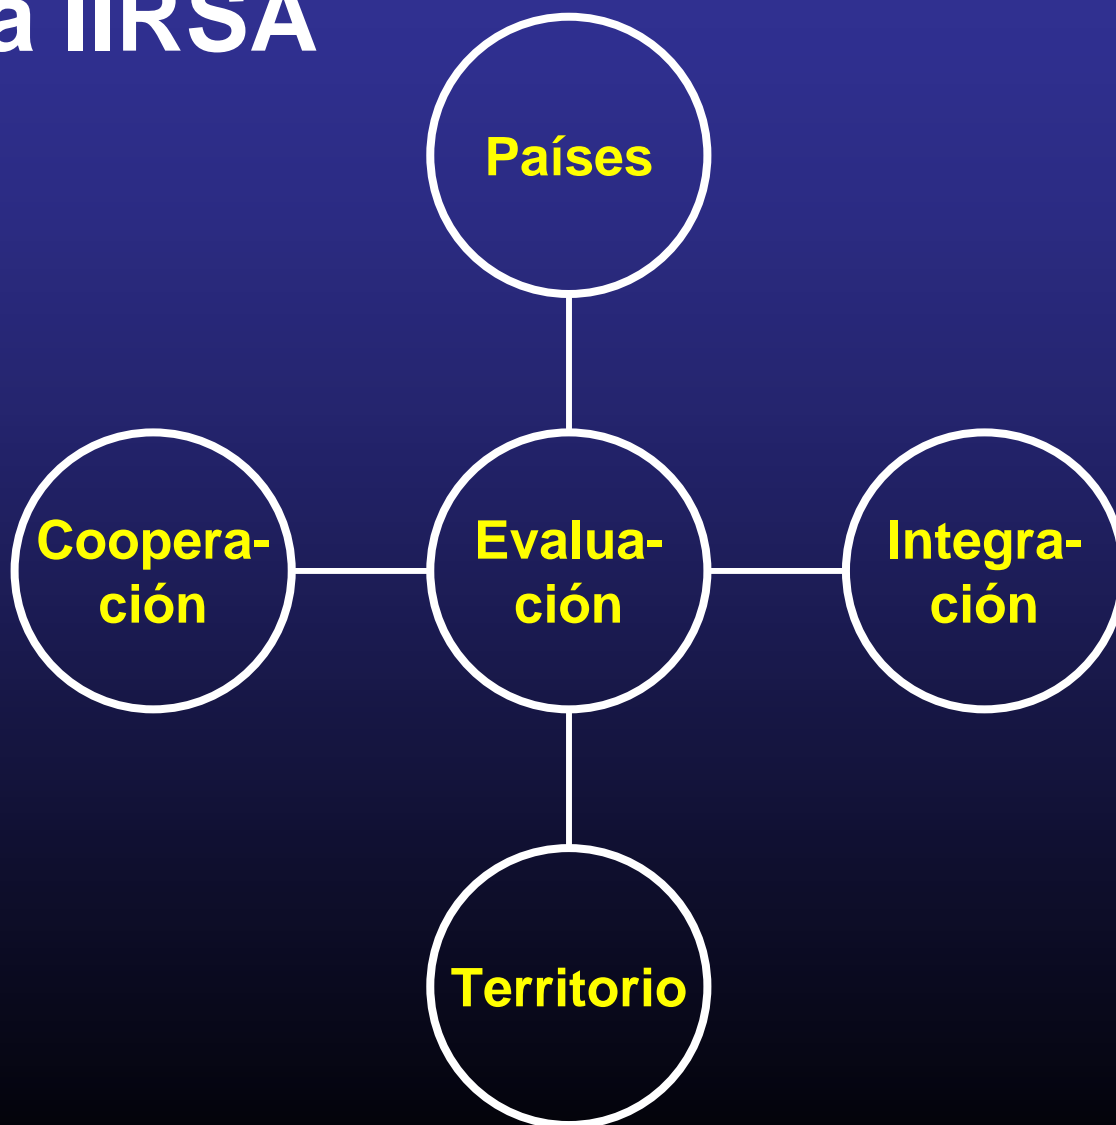 a IIRSA
Países
Coopera-
ción
Evalua-
ción
Integra-
ción
Territorio